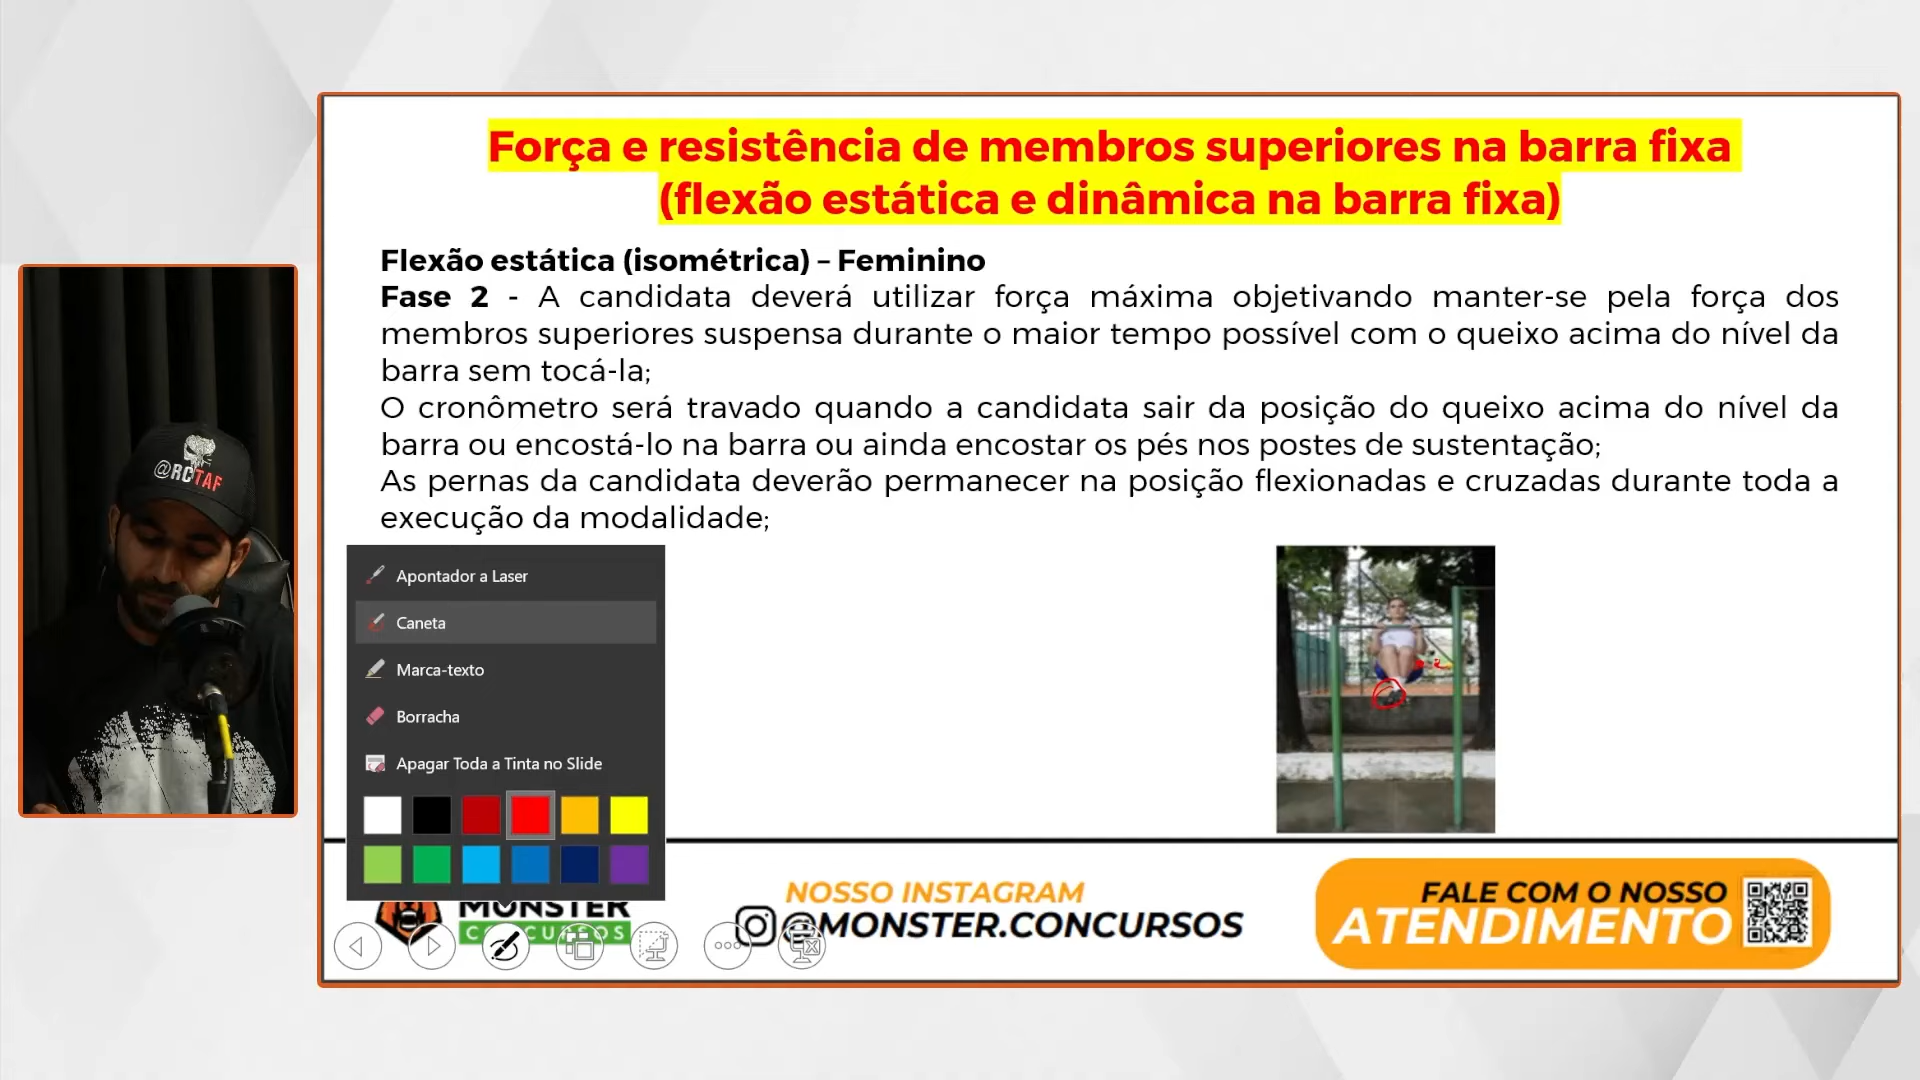 Força e resistência de membros superiores na barra fixa
(flexão estática e dinâmica na barra fixa)
Flexão estática (isométrica) – Feminino
Fase 2 - A candidata deverá utilizar força máxima objetivando manter-se pela força dos
membros superiores suspensa durante o maior tempo possível com o queixo acima do nível da
barra sem tocá-la;
O cronômetro será travado quando a candidata sair da posição do queixo acima do nível da
barra ou encostá-lo na barra ou ainda encostar os pés nos postes de sustentação;
As pernas da candidata deverão permanecer na posição flexionadas e cruzadas durante toda a
execução da modalidade;
@RCTAF
Apontador a Laser
Caneta
Marca-texto
Borracha
Apagar Toda a Tinta no Slide
MONSTER
CONCURSOS
NOSSO INSTAGRAM
@MONSTER.CONCURSOS
FALE COM O NOSSO
ATENDIMENTO